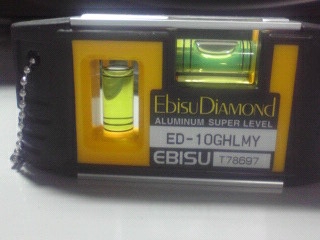 EbisuDiamond
ALUMINUM SUPER LEVEL
ED-10GHLMY
EBISU T78697